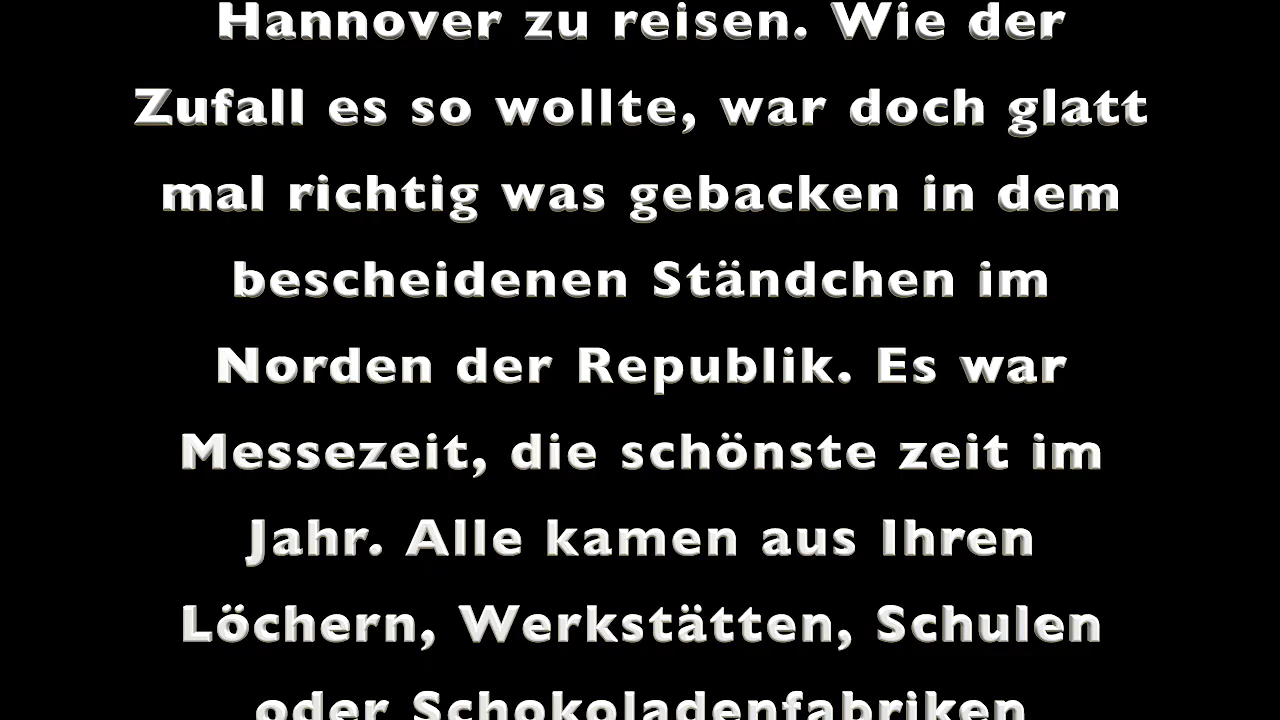 Hannover zu reisen. Wie der
Zufall es so wollte, war doch glatt
mal richtig was gebacken in dem
bescheidenen Ständchen im
Norden der Republik. Es war
Messezeit, die schönste zeit im
Jahr. Alle kamen aus Ihren
Löchern, Werkstätten, Schulen
oder Schokoladenfabriken